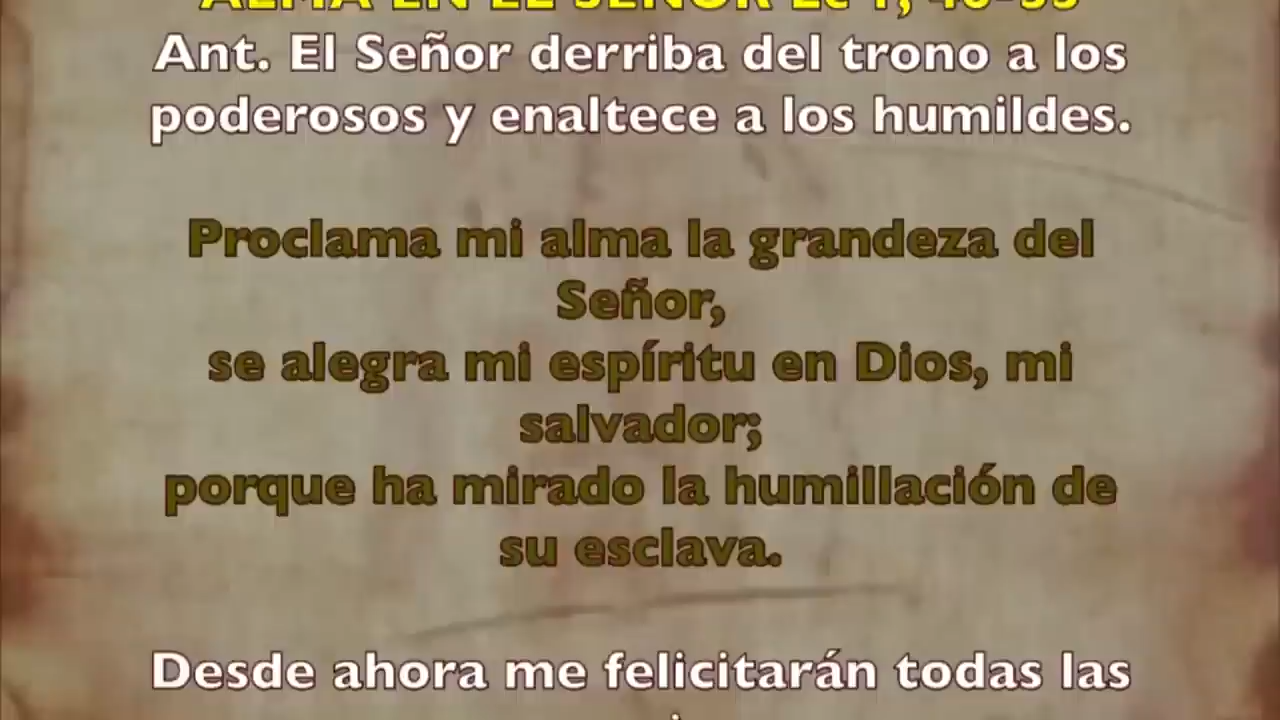 ALMA EN EL SEÑOR Lc 1, 46-55
Ant. El Señor derriba del trono a los
poderosos y enaltece a los humildes.
Proclama mi alma la grandeza del
Señor,
se alegra mi espíritu en Dios, mi
salvador;
porque ha mirado la humillación de
su esclava.
Desde ahora me felicitarán todas las